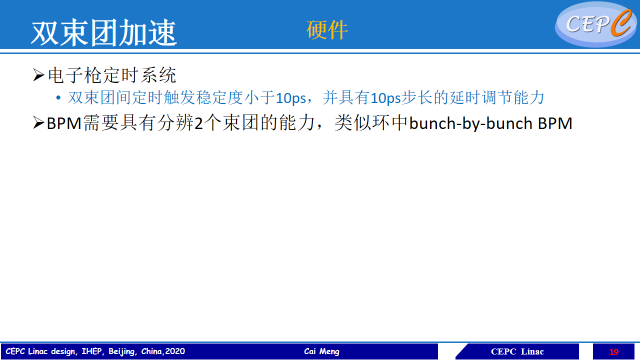 双束团加速
硬件
CEPC
➢电子枪定时系统
• 双束团间定时触发稳定度小于10ps，并具有10ps步长的延时调节能力
➢BPM需要具有分辨2个束团的能力，类似环中bunch-by-bunch BPM
CEPC Linac design, IHEP, Beijing, China,2020
Cai Meng
CEPC Linac
19